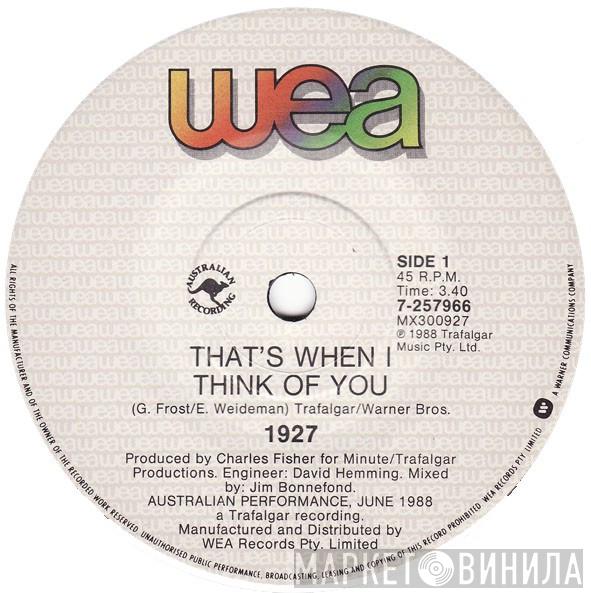 wea
AUSTRALIAN
RECORDING
SIDE 1
45 R.P.M.
Time: 3.40
7-257966
MX300927
℗ 1988 Trafalgar
Music Pty. Ltd.
THAT'S WHEN I
THINK OF YOU
(G. Frost/E. Weideman) Trafalgar/Warner Bros.
1927
Produced by Charles Fisher for Minute/Trafalgar
Productions. Engineer: David Hemming. Mixed
by: Jim Bonnefond.
AUSTRALIAN PERFORMANCE, JUNE 1988
a Trafalgar recording.
Manufactured and Distributed by
WEA Records Pty. Limited
ALL RIGHTS OF THE MANUFACTURER AND OF THE OWNER OF THE RECORDED WORK RESERVED. UNAUTHORISED PUBLIC PERFORMANCE, BROADCASTING, LEASING AND COPYING OF THIS RECORD PROHIBITED. WEA RECORDS PTY. LIMITED
A WARNER COMMUNICATIONS COMPANY
МАРКЕТ ВИНИЛА